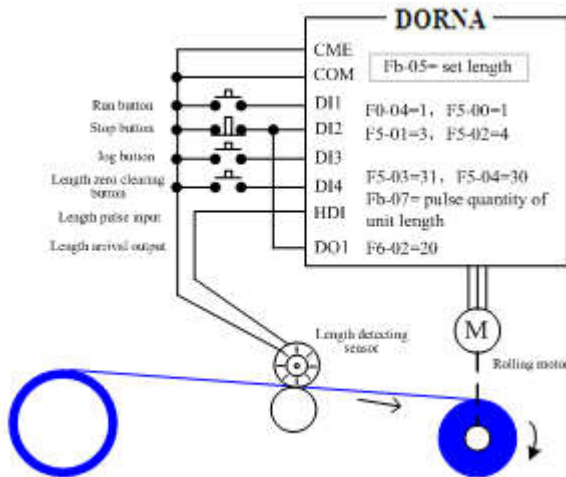 DORNA
CME
Fb-05= set length
COM
Run button
DI1
F0-04=1, F5-00=1
Stop button
DI2
F5-01=3, F5-02=4
Jog button
DI3
Length zero clearing
button
DI4
F5-03=31, F5-04=30
Length pulse input
HDI
Fb-07= pulse quantity of
unit length
Length arrival output
DO1
F6-02=20
Length detecting
sensor
M
Rolling motor